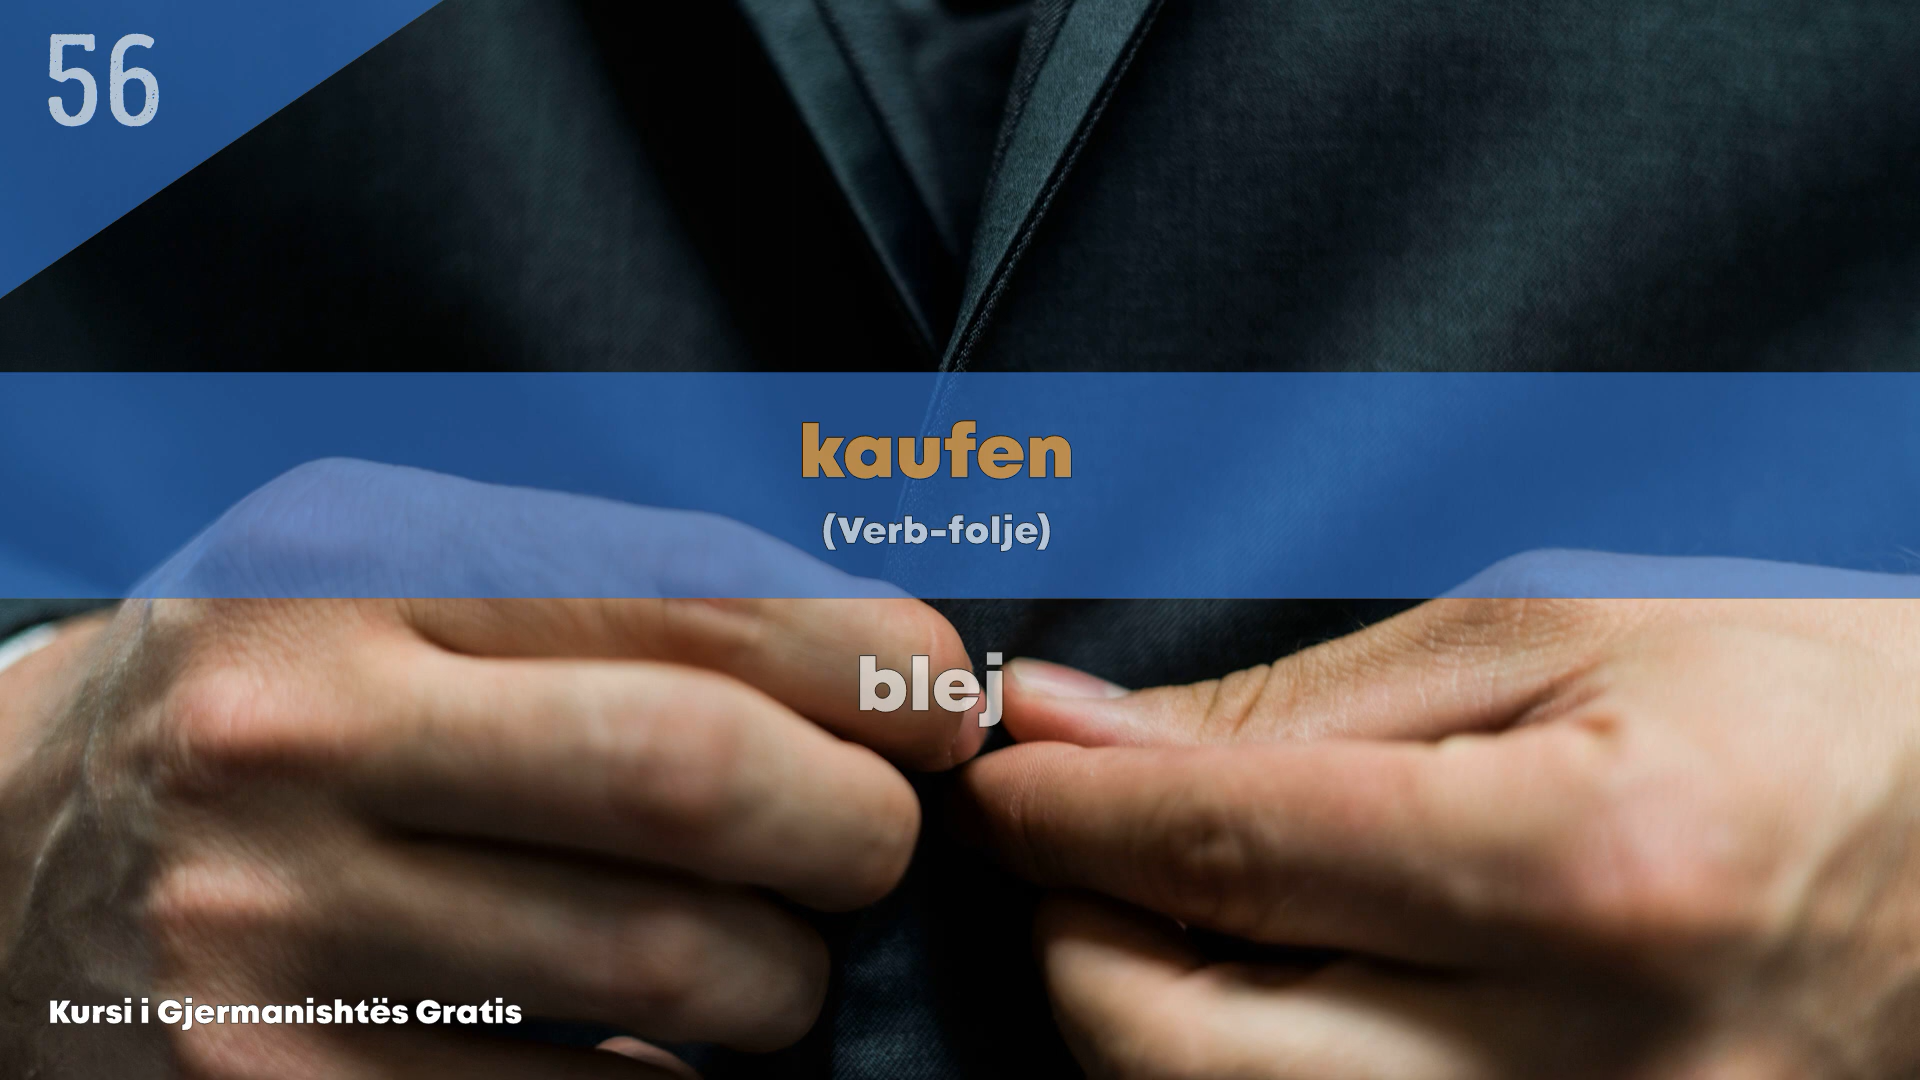 56
kaufen
(Verb-folje)
blej
Kursi i Gjermanishtës Gratis